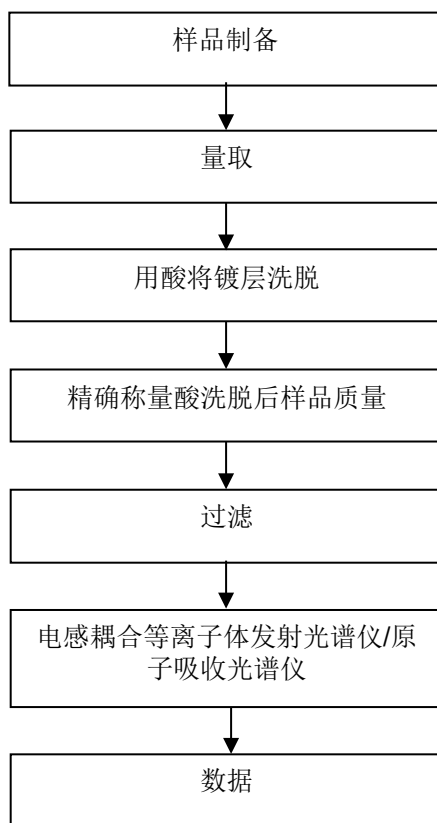 样品制备
量取
用酸将镀层洗脱
精确称量酸洗脱后样品质量
过滤
电感耦合等离子体发射光谱仪/原
子吸收光谱仪
数据